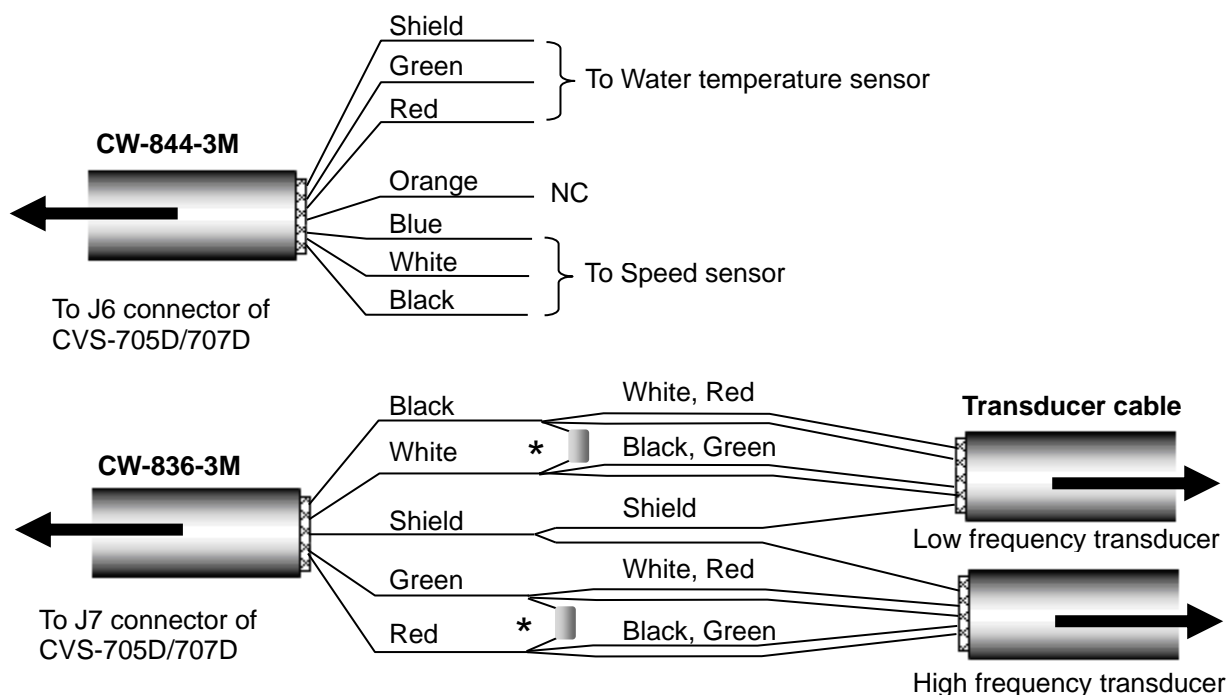 Shield
Green
To Water temperature sensor
Red
CW-844-3M
Orange
NC
Blue
White
To Speed sensor
Black
To J6 connector of
CVS-705D/707D
Black
White, Red
Transducer cable
White
*
Black, Green
CW-836-3M
Shield
Shield
Low frequency transducer
Green
White, Red
To J7 connector of
CVS-705D/707D
Red
*
Black, Green
High frequency transducer